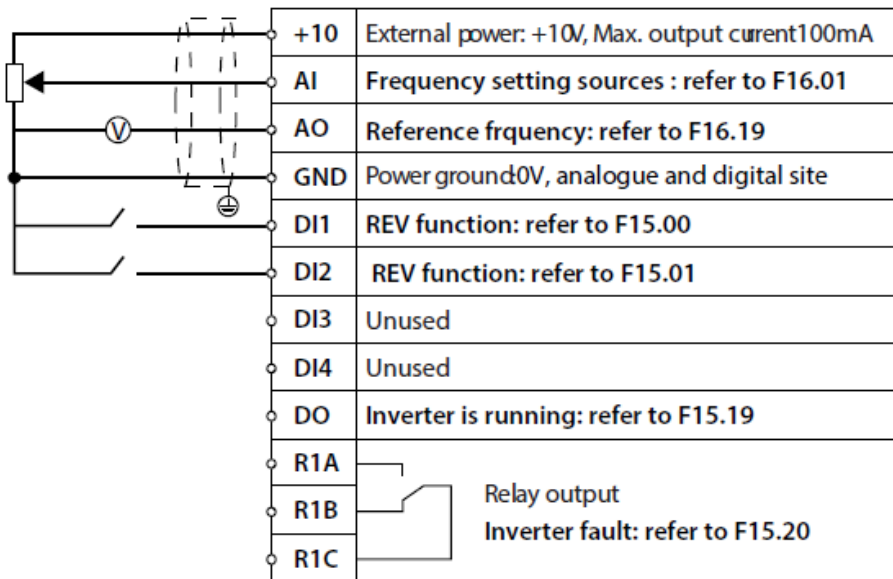 +10 External power: +10V, Max. output current100mA
AI Frequency setting sources : refer to F16.01
V AO Reference frquency: refer to F16.19
GND Power ground:0V, analogue and digital site
DI1 REV function: refer to F15.00
DI2 REV function: refer to F15.01
DI3 Unused
DI4 Unused
DO Inverter is running: refer to F15.19
R1A
Relay output
R1B
Inverter fault: refer to F15.20
R1C